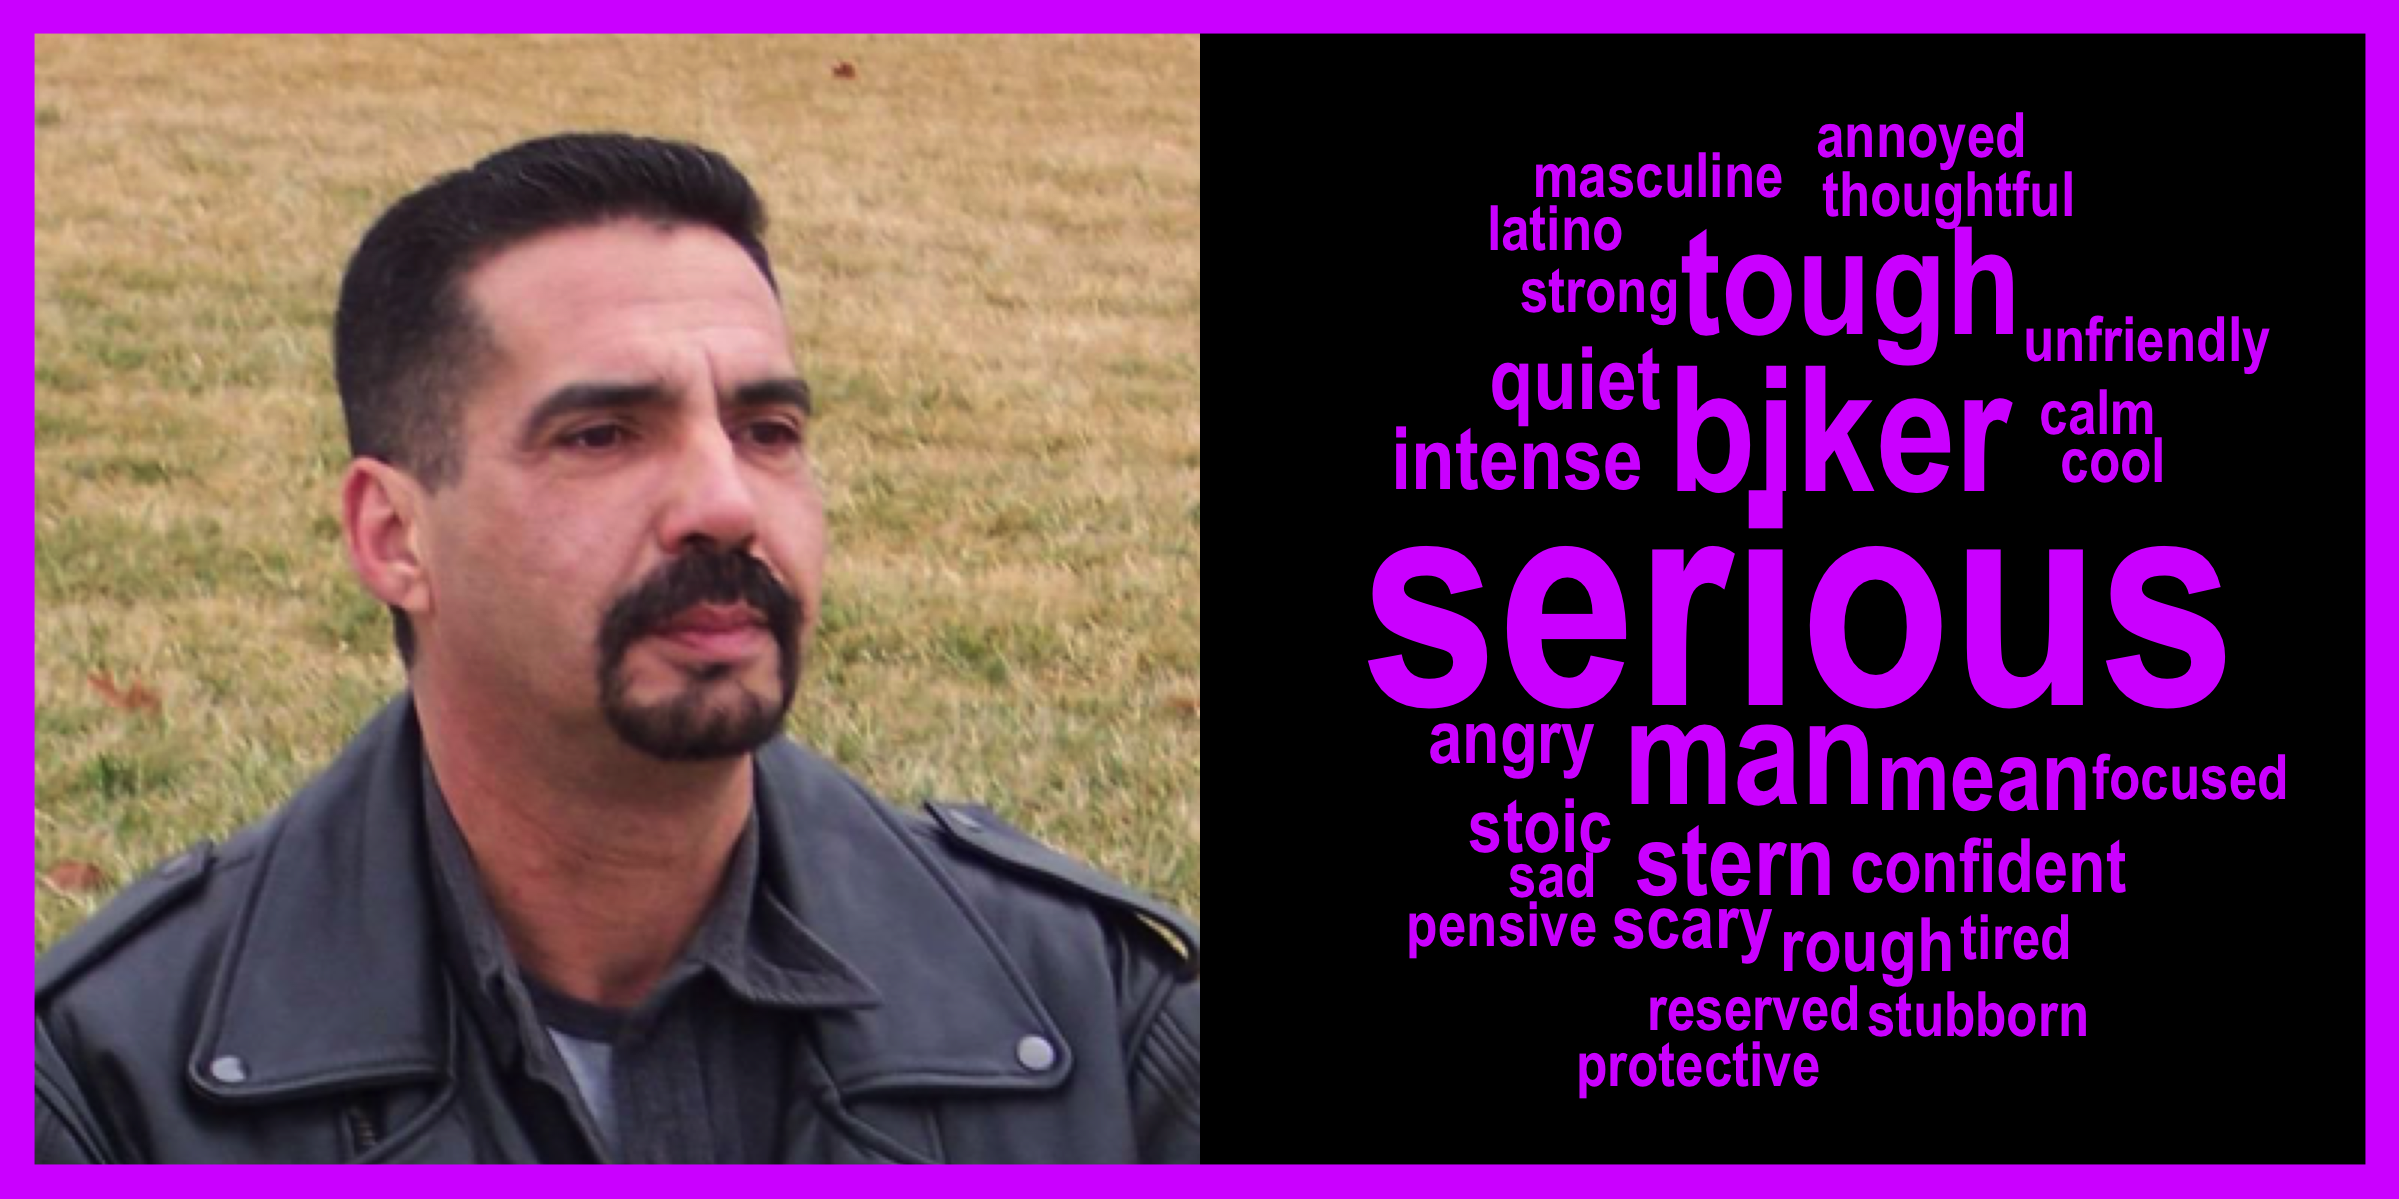 annoyed
masculine
thoughtful
latino
strong
tough
unfriendly
quiet
biker
calm
intense
cool
serious
angry
man
mean
focused
stoic
stern
confident
sad
pensive
scary
rough
tired
reserved
stubborn
protective